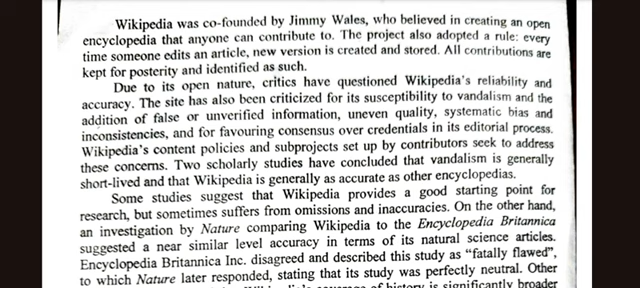 Wikipedia was co-founded by Jimmy Wales, who believed in creating an open
encyclopedia that anyone can contribute to. The project also adopted a rule: every
time someone edits an article, new version is created and stored. All contributions are
kept for posterity and identified as such.
Due to its open nature, critics have questioned Wikipedia's reliability and
accuracy. The site has also been criticized for its susceptibility to vandalism and the
addition of false or unverified information, uneven quality, systematic bias and
inconsistencies, and for favouring consensus over credentials in its editorial process.
Wikipedia's content policies and subprojects set up by contributors seek to address
these concerns. Two scholarly studies have concluded that vandalism is generally
short-lived and that Wikipedia is generally as accurate as other encyclopedias.
Some studies suggest that Wikipedia provides a good starting point for
research, but sometimes suffers from omissions and inaccuracies. On the other hand,
an investigation by Nature comparing Wikipedia to the Encyclopedia Britannica
suggested a near similar level accuracy in terms of its natural science articles.
Encyclopedia Britannica Inc. disagreed and described this study as “fatally flawed”,
to which Nature later responded, stating that its study was perfectly neutral. Other
coverage of history is significantly broader